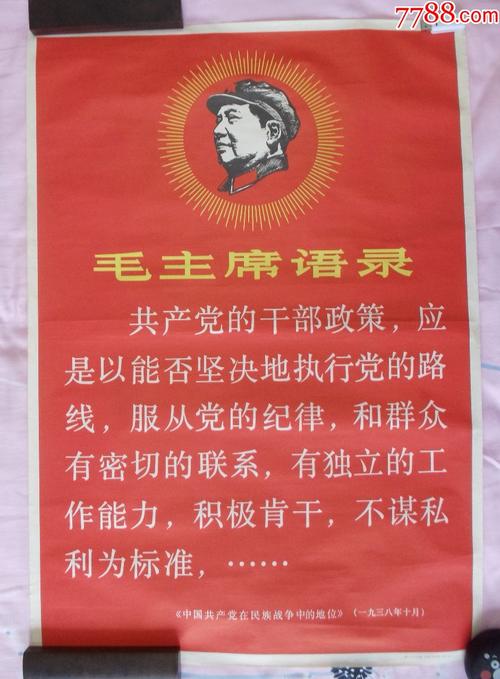 7788.com
毛主席语录
共产党的干部政策，应
是以能否坚决地执行党的路
线，服从党的纪律，和群众
有密切的联系，有独立的工
作能力，积极肯干，不谋私
利为标准，……
《中国共产党在民族战争中的地位》（一九三八年十月）